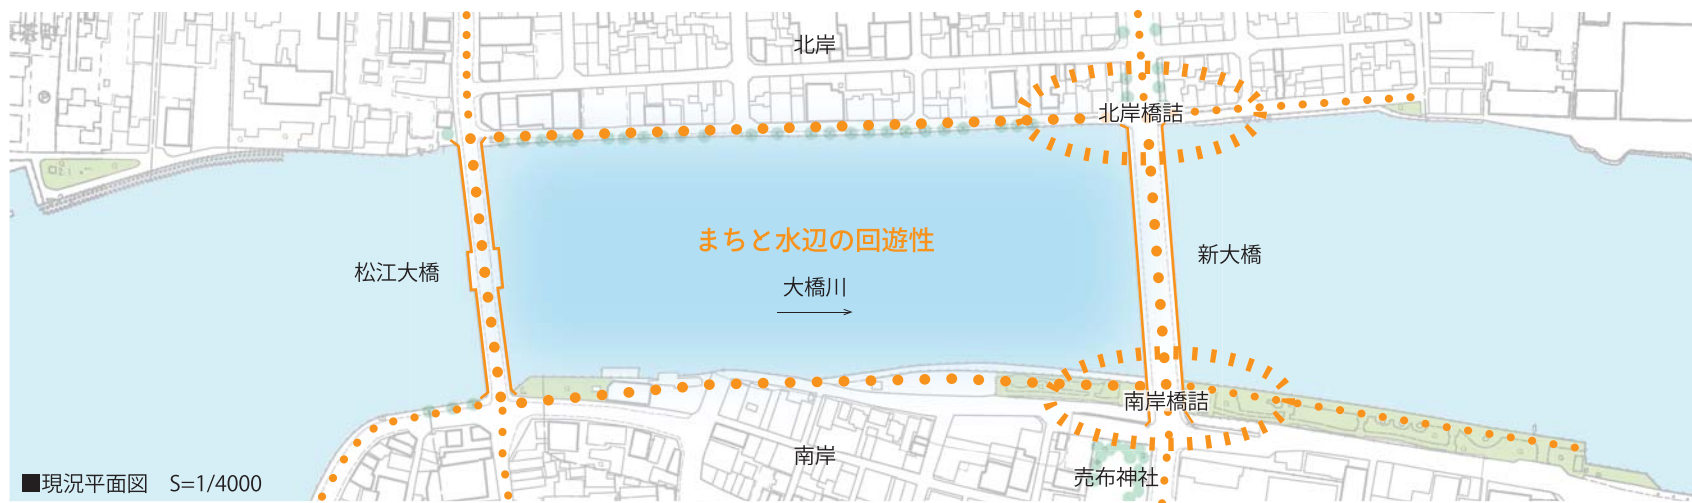 北岸
北岸橋詰
まちと水辺の回遊性
新大橋
松江大橋
大橋川
南岸橋詰
南岸
売布神社
■現況平面図　S=1/4000